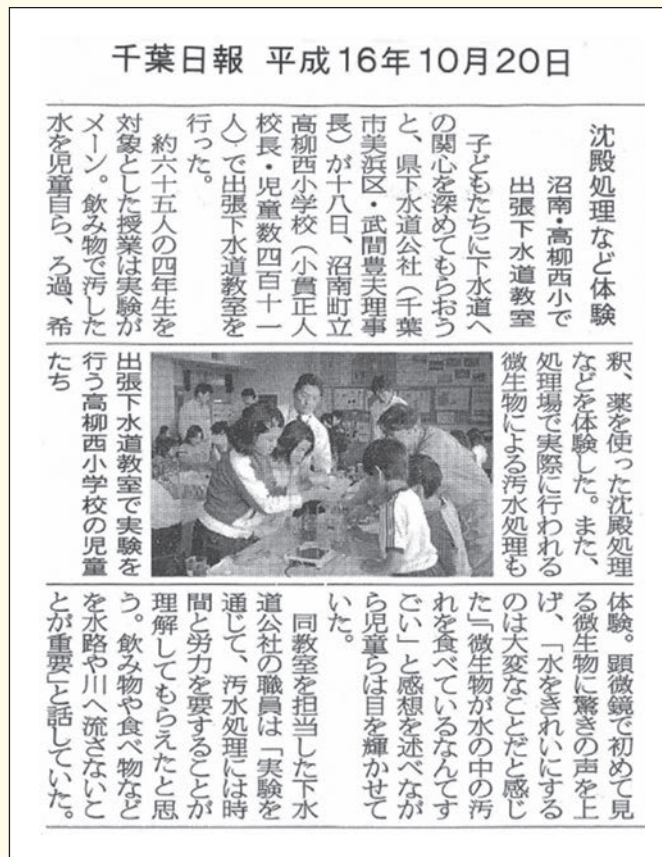 千葉日報 平成16年10月20日
沈殿処理など体験
沼南・高柳西小で
出張下水道教室
子どもたちに下水道へ
の関心を深めてもらおう
と、県下水道公社（千葉
市美浜区・武間豊夫理事
長）が十八日、沼南町立
高柳西小学校（小貫正人
校長・児童数四百十一
人）で出張下水道教室を
行った。
約六十五人の四年生を
対象とした授業は実験が
メーン。飲み物で汚した
水を児童自ら、ろ過、希
釈、薬を使った沈殿処理
などを体験した。また、
処理場で実際に行われる
微生物による汚水処理も
出張下水道教室で実験を
行う高柳西小学校の児童
たち
体験。顕微鏡で初めて見
る微生物に驚きの声を上
げ、「水をきれいにする
のは大変なことだと感じ
た」「微生物が水の中の汚
れを食べているなんてす
ごい」と感想を述べなが
ら児童らは目を輝かせて
いた。
同教室を担当した下水
道公社の職員は「実験を
通じて、汚水処理には時
間と労力を要することが
理解してもらえたと思
う。飲み物や食べ物など
を水路や川へ流さないこ
とが重要」と話していた。